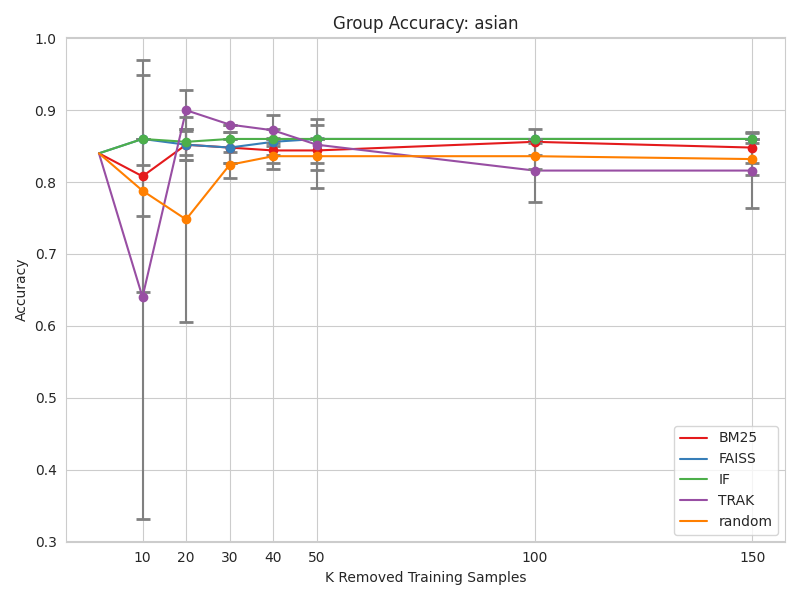 Group Accuracy: asian
1.0
0.9
0.8
0.7
0.6
0.5
0.4
0.3
Accuracy
10 20 30 40 50 100 150
K Removed Training Samples
BM25
FAISS
IF
TRAK
random